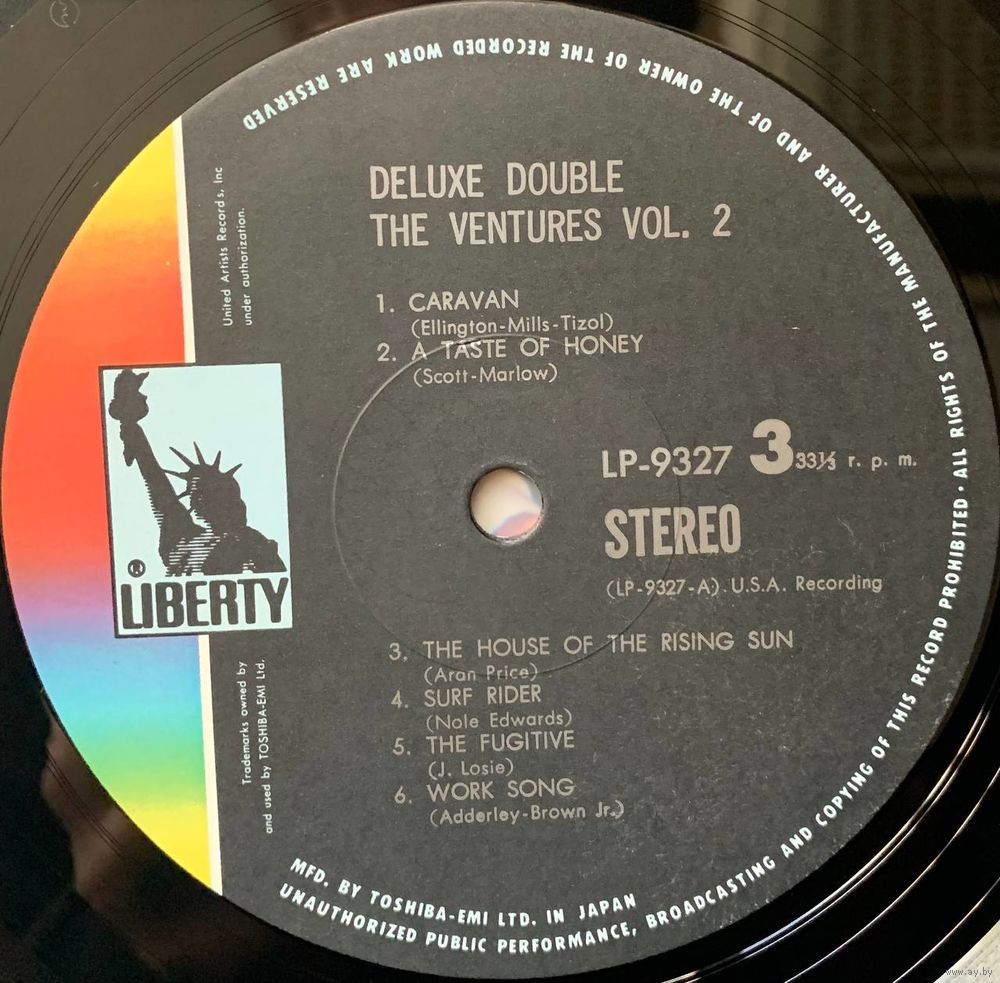 DELUXE DOUBLE
THE VENTURES VOL. 2
1. CARAVAN
(Ellington-Mills-Tizol)
2. A TASTE OF HONEY
(Scott-Marlow)
LP-9327 3 33⅓ r. p. m.
STEREO
(LP-9327-A) U.S.A. Recording
3. THE HOUSE OF THE RISING SUN
(Aran Price)
4. SURF RIDER
(Nole Edwards)
5. THE FUGITIVE
(J. Losie)
6. WORK SONG
(Adderley-Brown Jr.)
United Artists Records, Inc
under authorization.
® LIBERTY
Trademarks owned by
and used by TOSHIBA-EMI Ltd.
MFD. BY TOSHIBA-EMI LTD. IN JAPAN
UNAUTHORIZED PUBLIC PERFORMANCE, BROADCASTING AND COPYING OF THIS RECORD PROHIBITED · ALL RIGHTS OF THE MANUFACTURER AND OF THE OWNER OF THE RECORDED WORK ARE RESERVED
www.ay.by